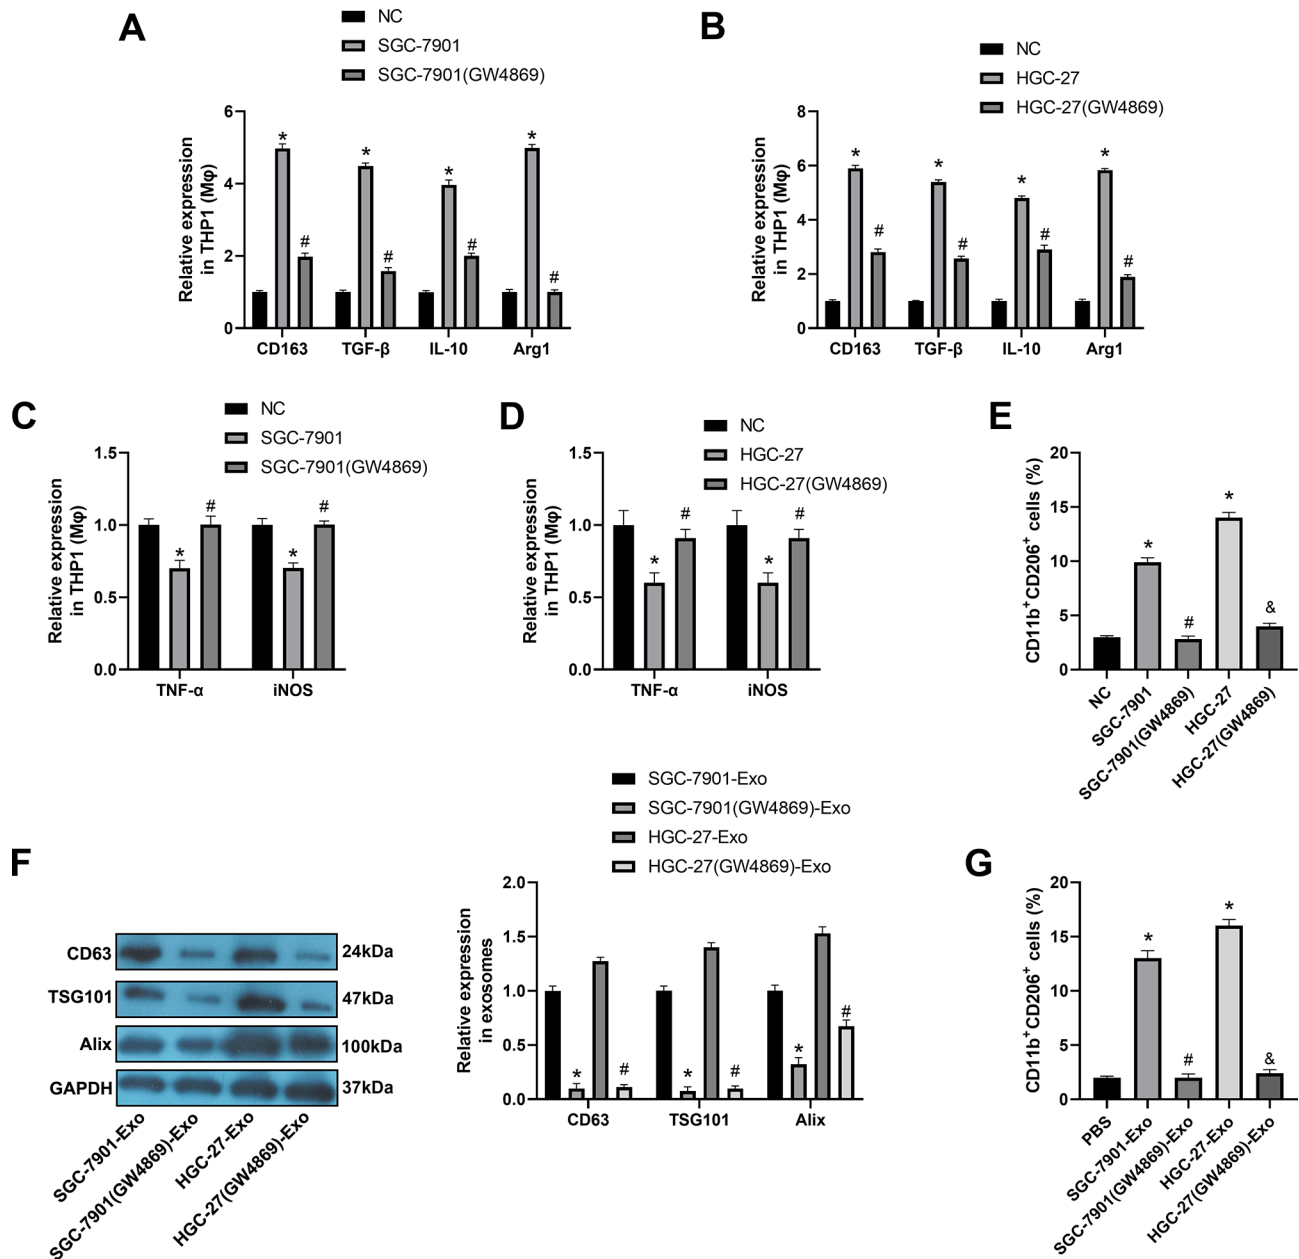 A
NC
SGC-7901
SGC-7901(GW4869)
Relative expression
in THP1 (Mφ)
6
4
2
0
*
#
*
#
*
#
*
#
CD163
TGF-β
IL-10
Arg1
B
NC
HGC-27
HGC-27(GW4869)
Relative expression
in THP1 (Mφ)
8
6
4
2
0
*
#
*
#
*
#
*
#
CD163
TGF-β
IL-10
Arg1
C
NC
SGC-7901
SGC-7901(GW4869)
Relative expression
in THP1 (Mφ)
1.5
1.0
0.5
0.0
*
#
*
#
TNF-α
iNOS
D
NC
HGC-27
HGC-27(GW4869)
Relative expression
in THP1 (Mφ)
1.5
1.0
0.5
0.0
*
#
*
#
TNF-α
iNOS
E
CD11b⁺CD206⁺ cells (%)
20
15
10
5
0
*
#
*
&
NC
SGC-7901
SGC-7901(GW4869)
HGC-27
HGC-27(GW4869)
F
CD63
24kDa
TSG101
47kDa
Alix
100kDa
GAPDH
37kDa
SGC-7901-Exo
SGC-7901(GW4869)-Exo
HGC-27-Exo
HGC-27(GW4869)-Exo
SGC-7901-Exo
SGC-7901(GW4869)-Exo
HGC-27-Exo
HGC-27(GW4869)-Exo
Relative expression
in exosomes
2.0
1.5
1.0
0.5
0.0
*
#
*
#
*
#
CD63
TSG101
Alix
G
CD11b⁺CD206⁺ cells (%)
20
15
10
5
0
*
#
*
&
PBS
SGC-7901-Exo
SGC-7901(GW4869)-Exo
HGC-27-Exo
HGC-27(GW4869)-Exo